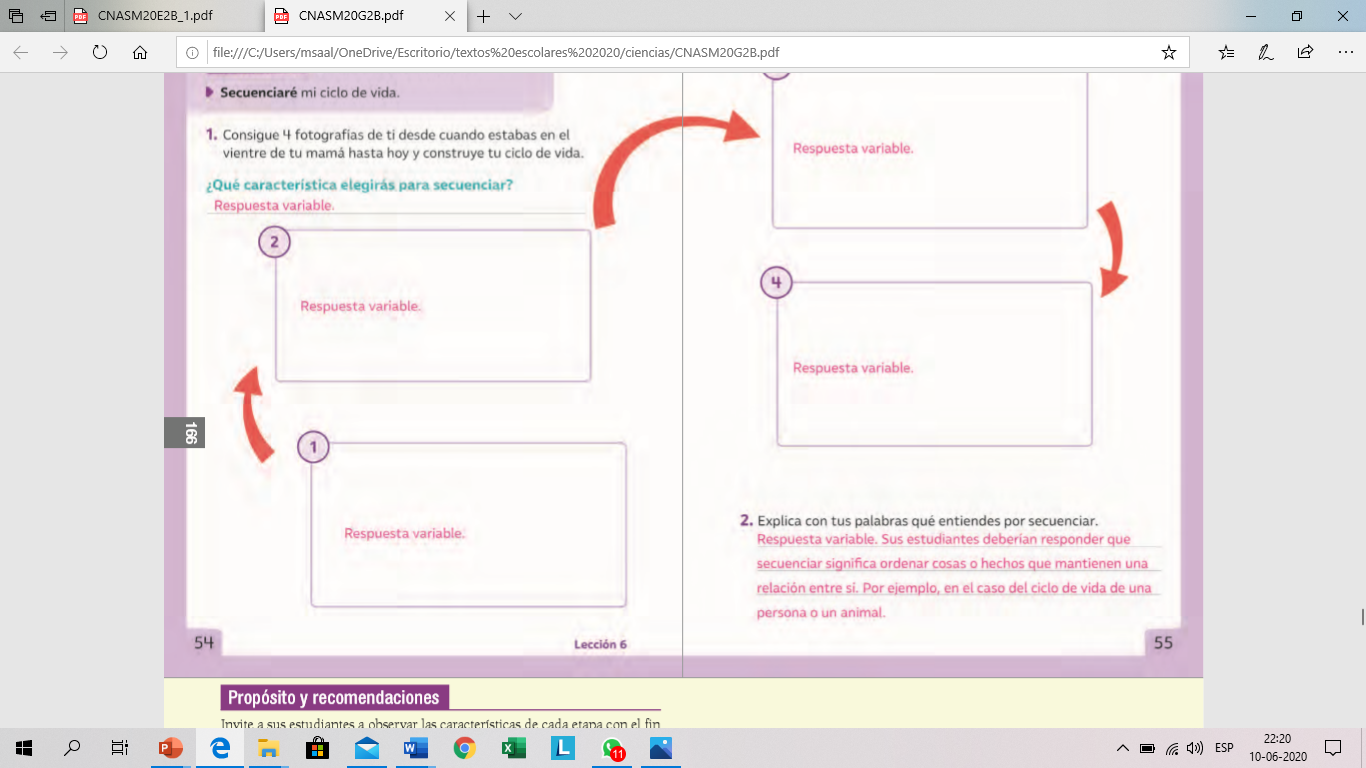 CNASM20E2B_1.pdf
CNASM20G2B.pdf
file:///C:/Users/msaal/OneDrive/Escritorio/textos%20escolares%202020/ciencias/CNASM20G2B.pdf
Secuenciaré mi ciclo de vida.
1. Consigue 4 fotografías de ti desde cuando estabas en el
vientre de tu mamá hasta hoy y construye tu ciclo de vida.
¿Qué característica elegirás para secuenciar?
Respuesta variable.
2
Respuesta variable.
1
Respuesta variable.
166
54
Lección 6
Respuesta variable.
4
Respuesta variable.
2. Explica con tus palabras qué entiendes por secuenciar.
Respuesta variable. Sus estudiantes deberían responder que
secuenciar significa ordenar cosas o hechos que mantienen una
relación entre sí. Por ejemplo, en el caso del ciclo de vida de una
persona o un animal.
55
Propósito y recomendaciones
Invite a sus estudiantes a observar las características de cada etapa con el fin
11
ESP
22:20
10-06-2020